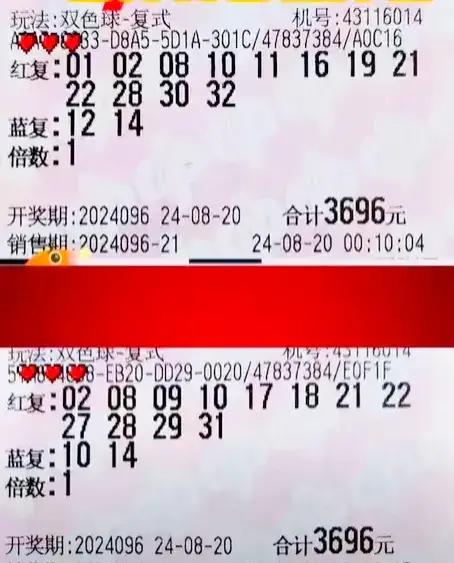 玩法:双色球-复式 机号:43116014
83-D8A5-5D1A-301C/47837384/A0C16
红复:01 02 08 10 11 16 19 21
22 28 30 32
蓝复:12 14
倍数:1
开奖期:2024096 24-08-20 合计3696元
销售期:2024096-21 24-08-20 00:10:04
玩法:双色球-复式 机号:43116014
-EB20-DD29-0020/47837384/E0F1F
红复:02 08 09 10 17 18 21 22
27 28 29 31
蓝复:10 14
倍数:1
开奖期:2024096 24-08-20 合计3696元